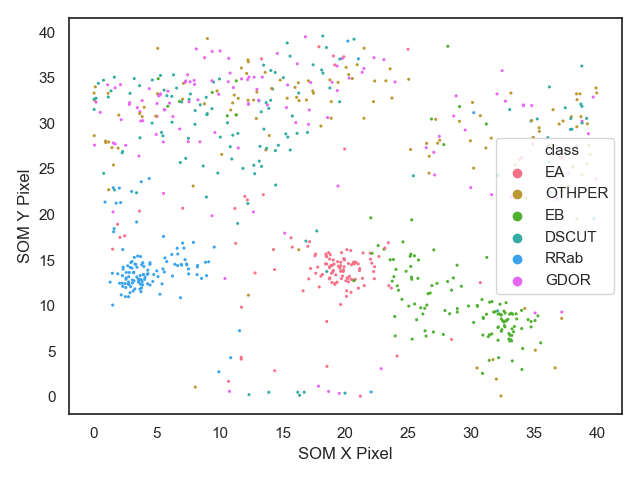 40
35
30
25
20
15
10
5
0
SOM Y Pixel
class
EA
OTHPER
EB
DSCUT
RRab
GDOR
0 5 10 15 20 25 30 35 40
SOM X Pixel